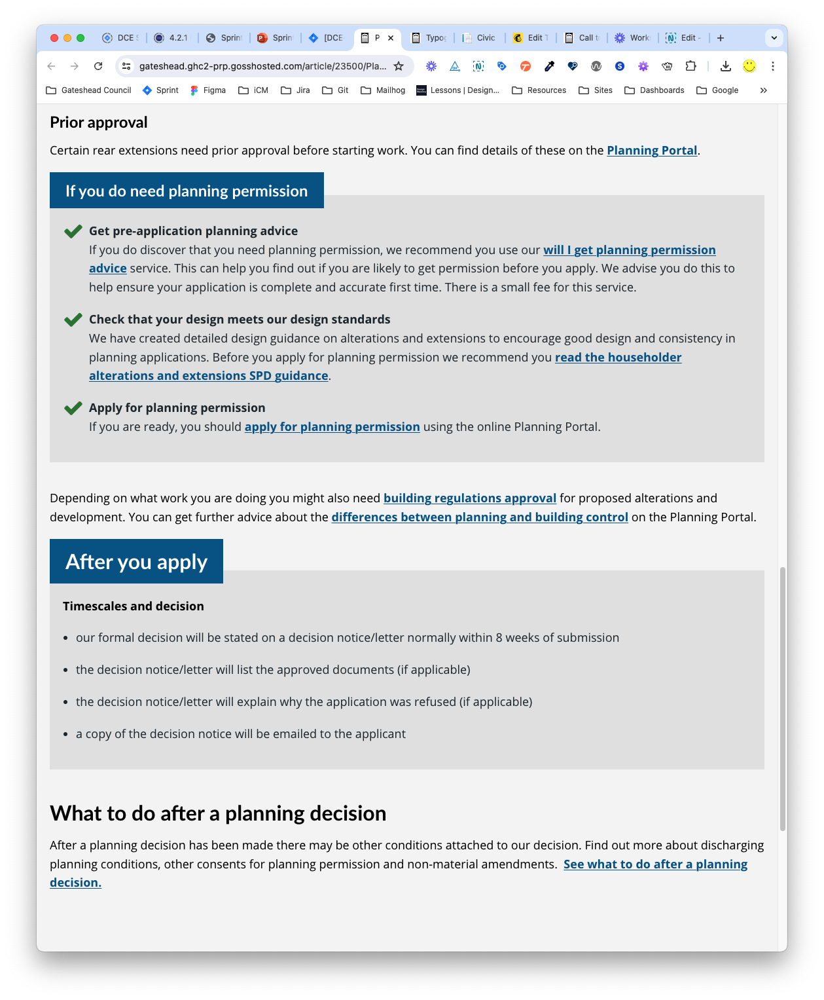 DCE S
4.2.1
Sprint
Sprin
[DCE
P
Typog
Civic
Edit T
Call to
Work
Edit -
gateshead.ghc2-prp.gosshosted.com/article/23500/Pla...
Gateshead Council
Sprint
Figma
iCM
Jira
Git
Mailhog
Lessons | Design...
Resources
Sites
Dashboards
Google
Prior approval
Certain rear extensions need prior approval before starting work. You can find details of these on the Planning Portal.
If you do need planning permission
Get pre-application planning advice
If you do discover that you need planning permission, we recommend you use our will I get planning permission
advice service. This can help you find out if you are likely to get permission before you apply. We advise you do this to
help ensure your application is complete and accurate first time. There is a small fee for this service.
Check that your design meets our design standards
We have created detailed design guidance on alterations and extensions to encourage good design and consistency in
planning applications. Before you apply for planning permission we recommend you read the householder
alterations and extensions SPD guidance.
Apply for planning permission
If you are ready, you should apply for planning permission using the online Planning Portal.
Depending on what work you are doing you might also need building regulations approval for proposed alterations and
development. You can get further advice about the differences between planning and building control on the Planning Portal.
After you apply
Timescales and decision
• our formal decision will be stated on a decision notice/letter normally within 8 weeks of submission
• the decision notice/letter will list the approved documents (if applicable)
• the decision notice/letter will explain why the application was refused (if applicable)
• a copy of the decision notice will be emailed to the applicant
What to do after a planning decision
After a planning decision has been made there may be other conditions attached to our decision. Find out more about discharging
planning conditions, other consents for planning permission and non-material amendments. See what to do after a planning
decision.